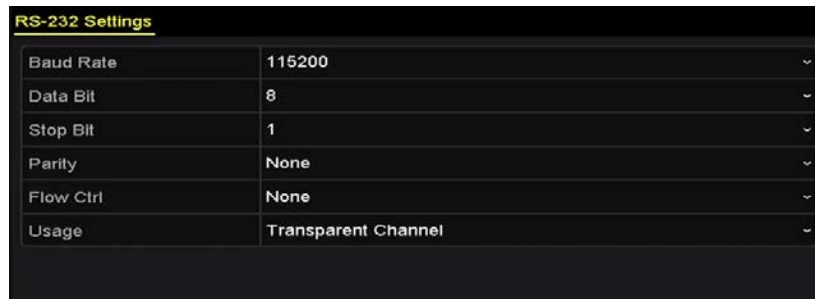 RS-232 Settings
Baud Rate 115200
Data Bit 8
Stop Bit 1
Parity None
Flow Ctrl None
Usage Transparent Channel